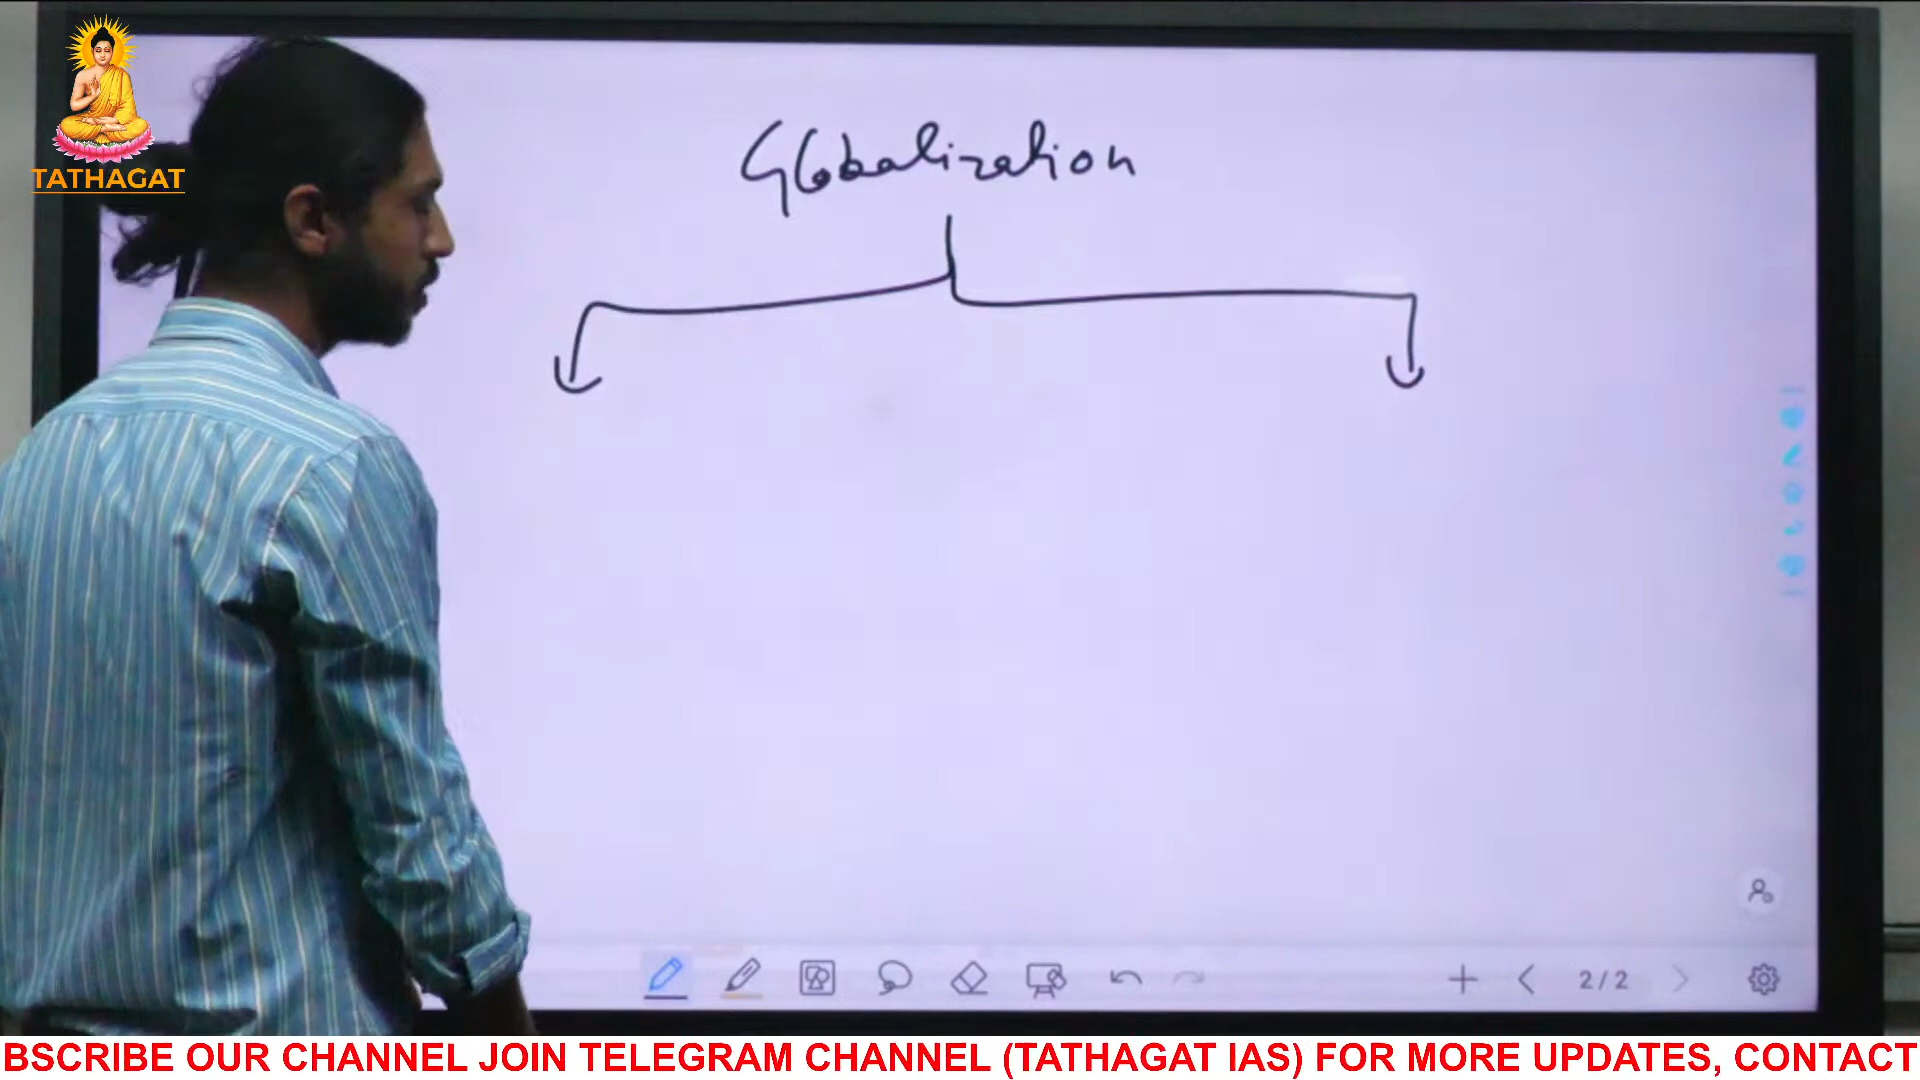 TATHAGAT
Globalization
2/2
BSCRIBE OUR CHANNEL JOIN TELEGRAM CHANNEL (TATHAGAT IAS) FOR MORE UPDATES, CONTACT